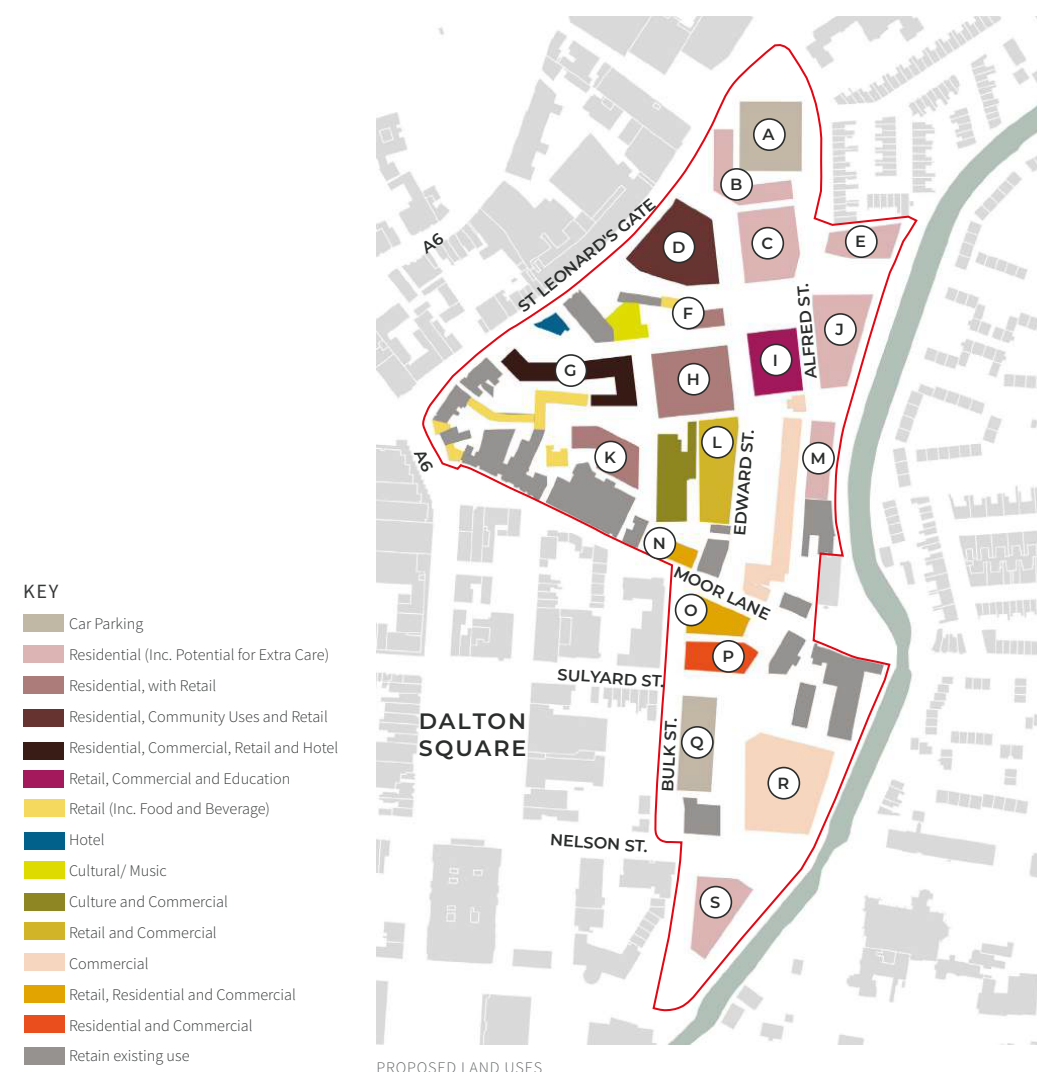 KEY
Car Parking
Residential (Inc. Potential for Extra Care)
Residential, with Retail
Residential, Community Uses and Retail
Residential, Commercial, Retail and Hotel
Retail, Commercial and Education
Retail (Inc. Food and Beverage)
Hotel
Cultural/ Music
Culture and Commercial
Retail and Commercial
Commercial
Retail, Residential and Commercial
Residential and Commercial
Retain existing use
A
B
C
D
E
ST LEONARD'S GATE
A6
F
ALFRED ST.
J
I
G
H
L
K
M
A6
EDWARD ST.
N
MOOR LANE
O
P
SULYARD ST.
DALTON
SQUARE
BULK ST.
Q
R
NELSON ST.
S
PROPOSED LAND USES